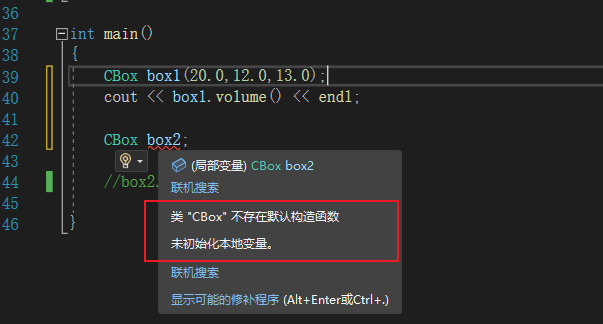 36
37 int main()
38 {
39 CBox box1(20.0,12.0,13.0);
40 cout << box1.volume() << endl;
41
42 CBox box2;
43
(局部变量) CBox box2
44 //box2.
联机搜索
类 "CBox" 不存在默认构造函数
45
46 }
未初始化本地变量。
联机搜索
显示可能的修补程序 (Alt+Enter或Ctrl+.)